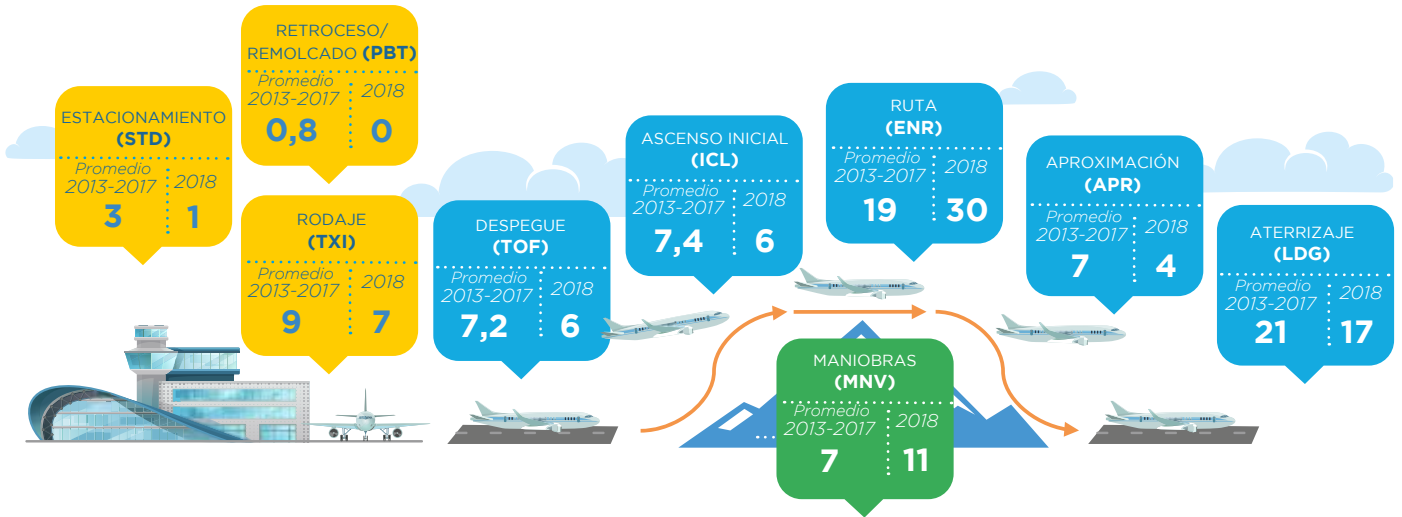 ESTACIONAMIENTO
(STD)
Promedio
2013-2017
2018
3
1
RETROCESO/
REMOLCADO (PBT)
Promedio
2013-2017
2018
0,8
0
RODAJE
(TXI)
Promedio
2013-2017
2018
9
7
DESPEGUE
(TOF)
Promedio
2013-2017
2018
7,2
6
ASCENSO INICIAL
(ICL)
Promedio
2013-2017
2018
7,4
6
RUTA
(ENR)
Promedio
2013-2017
2018
19
30
MANIOBRAS
(MNV)
Promedio
2013-2017
2018
7
11
APROXIMACIÓN
(APR)
Promedio
2013-2017
2018
7
4
ATERRIZAJE
(LDG)
Promedio
2013-2017
2018
21
17